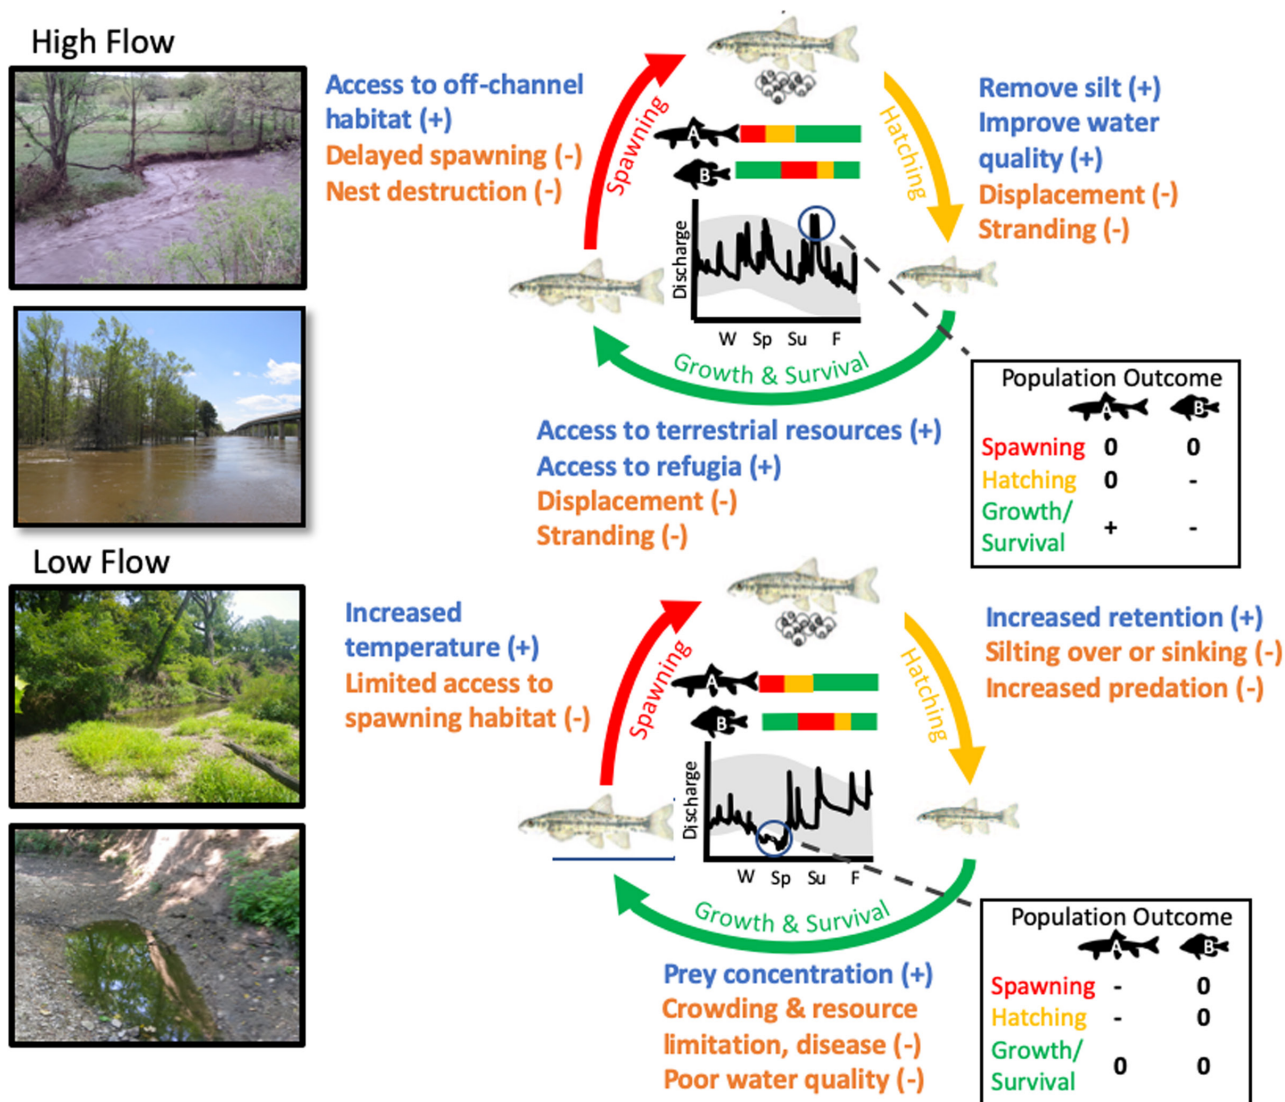 High Flow
Access to off-channel
habitat (+)
Delayed spawning (-)
Nest destruction (-)
Spawning
Hatching
Remove silt (+)
Improve water
quality (+)
Displacement (-)
Stranding (-)
A
B
Discharge
W Sp Su F
Growth & Survival
Access to terrestrial resources (+)
Access to refugia (+)
Displacement (-)
Stranding (-)
Population Outcome
A B
Spawning 0 0
Hatching 0 -
Growth/
Survival + -
Low Flow
Increased
temperature (+)
Limited access to
spawning habitat (-)
Spawning
Hatching
Increased retention (+)
Silting over or sinking (-)
Increased predation (-)
A
B
Discharge
W Sp Su F
Growth & Survival
Prey concentration (+)
Crowding & resource
limitation, disease (-)
Poor water quality (-)
Population Outcome
A B
Spawning - 0
Hatching - 0
Growth/
Survival 0 0